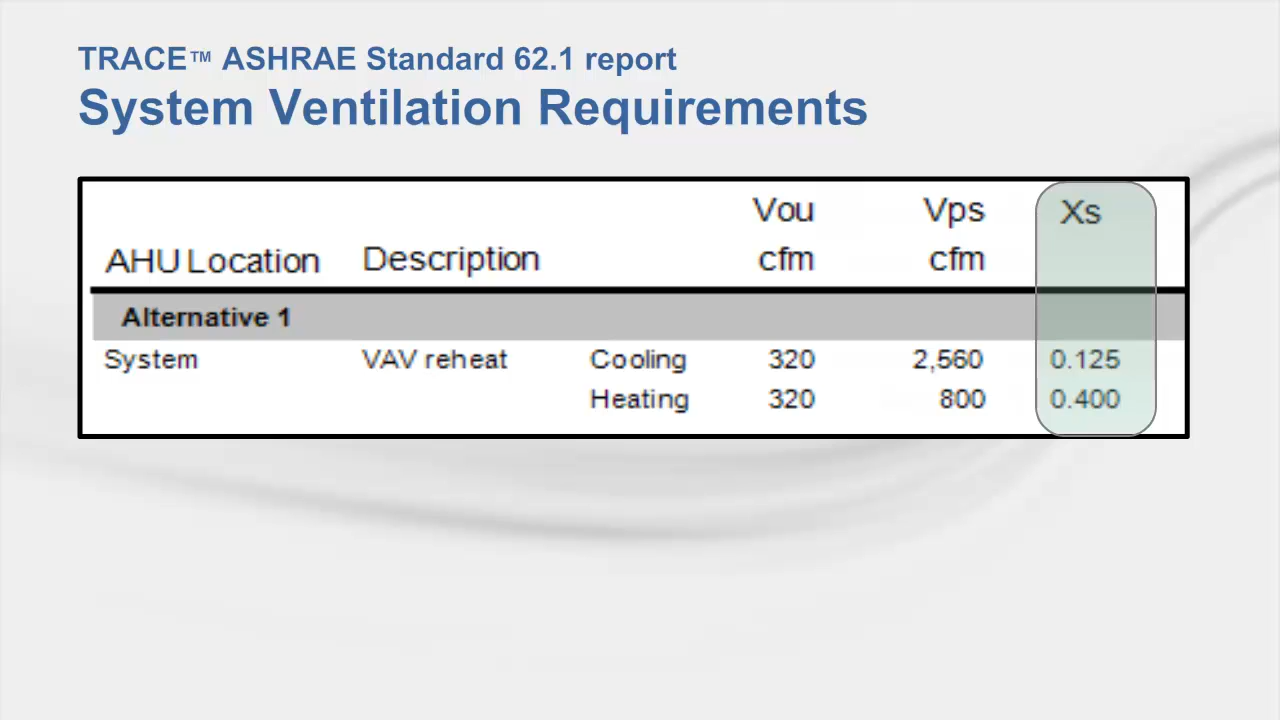 TRACE™ ASHRAE Standard 62.1 report
System Ventilation Requirements
Vou Vps Xs
AHU Location Description cfm cfm
Alternative 1
System VAV reheat Cooling 320 2,560 0.125
Heating 320 800 0.400